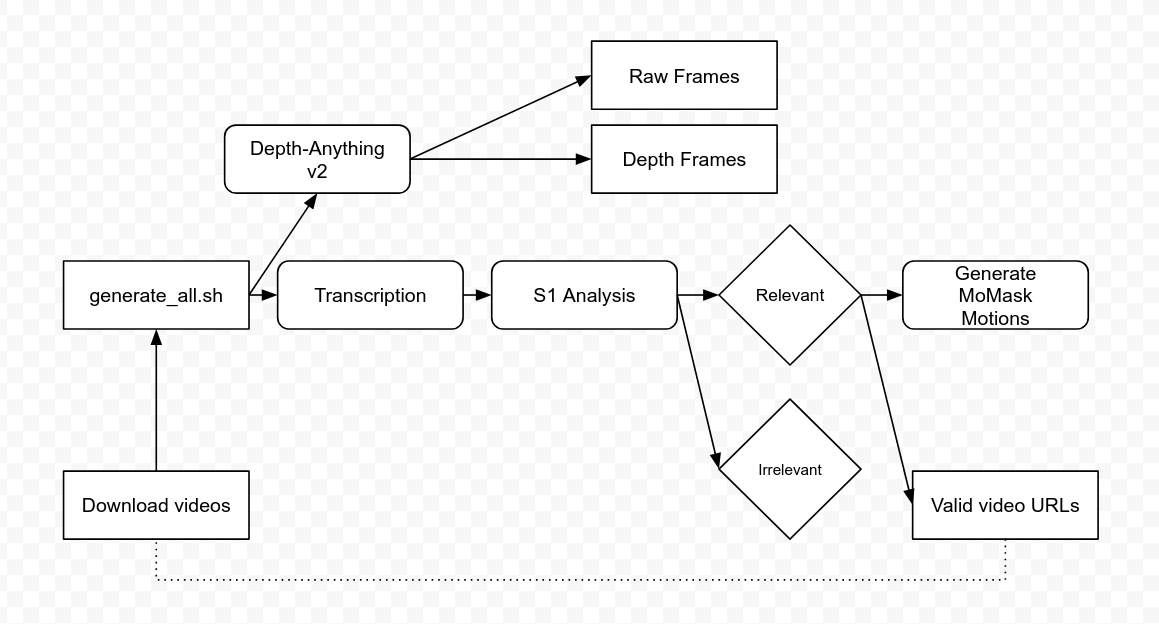 Raw Frames
Depth-Anything
v2
Depth Frames
generate_all.sh
Transcription
S1 Analysis
Relevant
Generate
MoMask
Motions
Irrelevant
Download videos
Valid video URLs